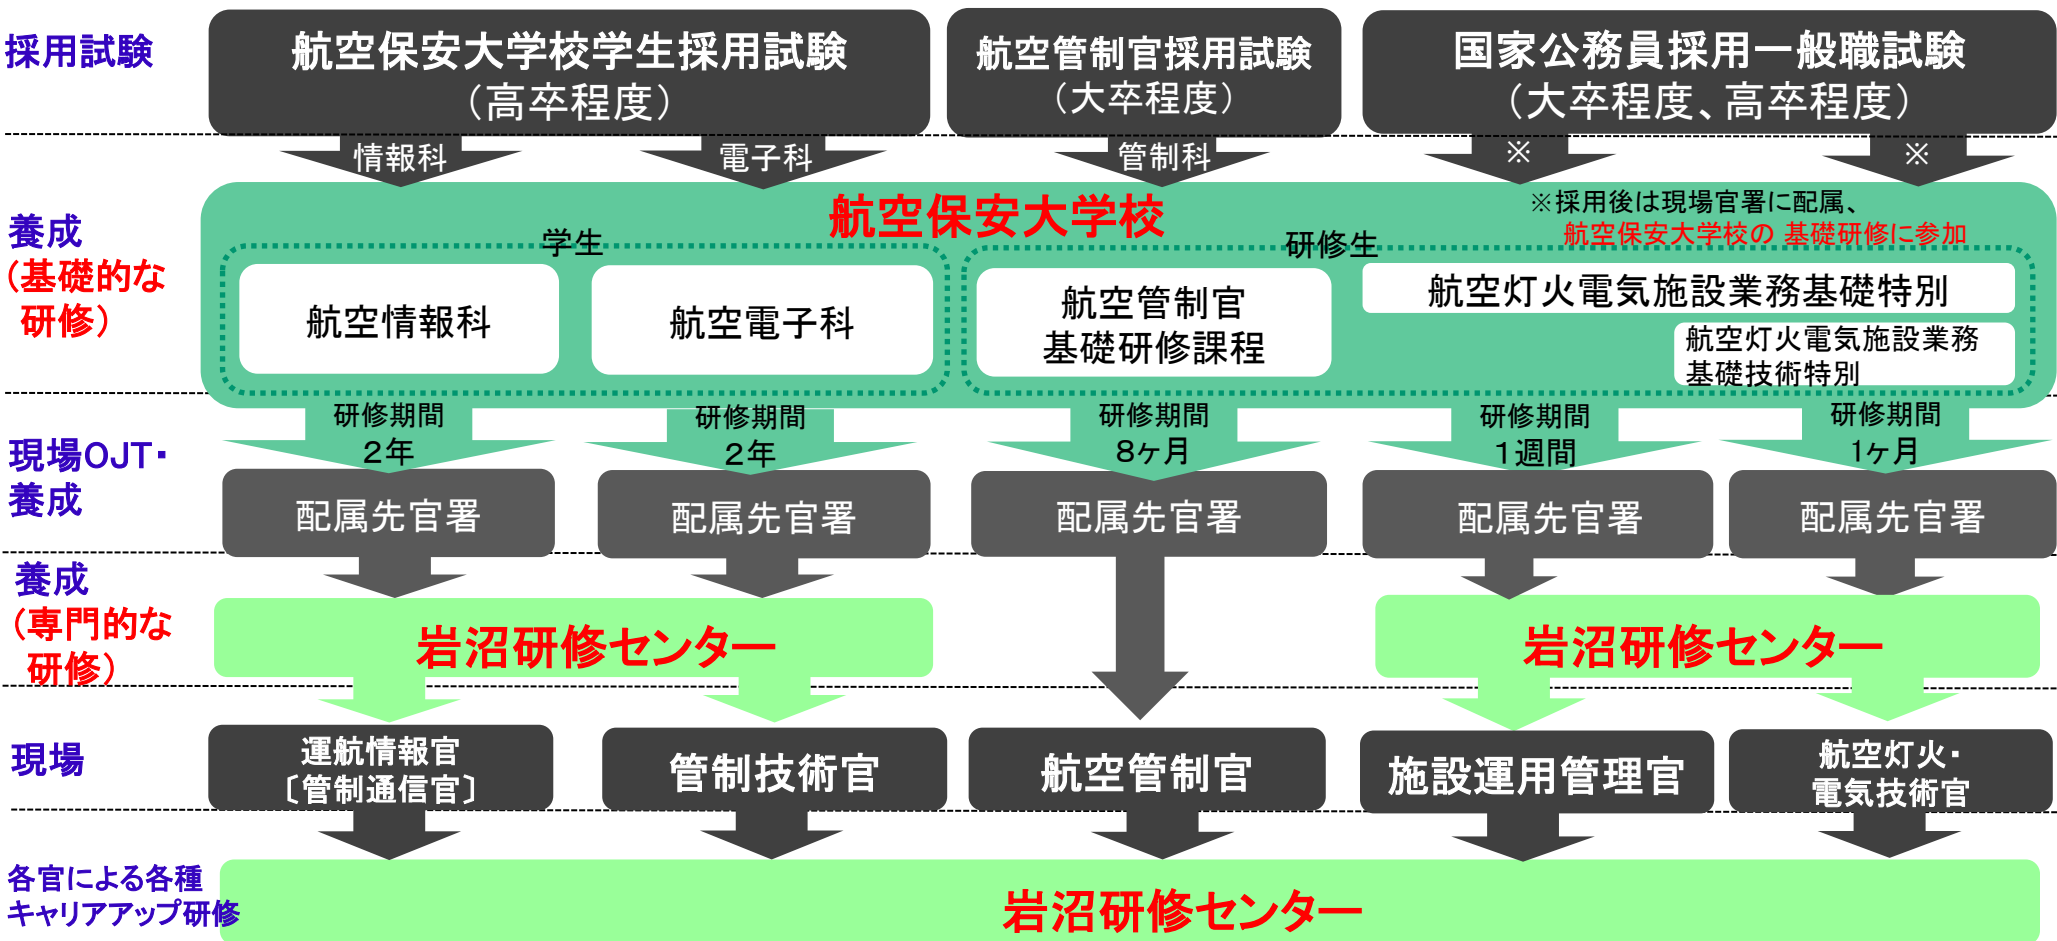 採用試験
航空保安大学校学生採用試験
（高卒程度）
航空管制官採用試験
（大卒程度）
国家公務員採用一般職試験
（大卒程度、高卒程度）
情報科
電子科
管制科
※
※
養成
（基礎的な
研修）
航空保安大学校
※採用後は現場官署に配属、
航空保安大学校の 基礎研修に参加
学生
研修生
航空情報科
航空電子科
航空管制官
基礎研修課程
航空灯火電気施設業務基礎特別
航空灯火電気施設業務
基礎技術特別
現場OJT・
養成
研修期間
２年
研修期間
２年
研修期間
８ヶ月
研修期間
１週間
研修期間
１ヶ月
配属先官署
配属先官署
配属先官署
配属先官署
配属先官署
養成
（専門的な
研修）
岩沼研修センター
岩沼研修センター
現場
運航情報官
〔管制通信官〕
管制技術官
航空管制官
施設運用管理官
航空灯火・
電気技術官
各官による各種
キャリアアップ研修
岩沼研修センター